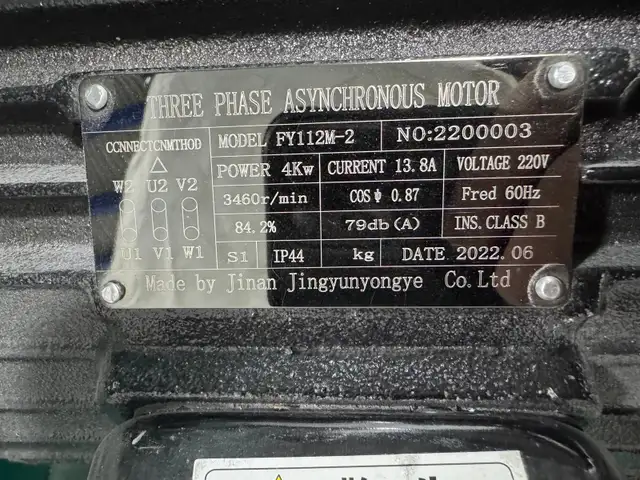 THREE PHASE ASYNCHRONOUS MOTOR
CCNNECTCNMTHOD
MODEL FY112M-2
NO:2200003
△
POWER 4Kw
CURRENT 13.8A
VOLTAGE 220V
W2 U2 V2
3460r/min
COS Φ 0.87
Fred 60Hz
84.2%
79db(A)
INS. CLASS B
U1 V1 W1
S1
IP44
kg
DATE 2022.06
Made by Jinan Jingyunyongye Co.Ltd